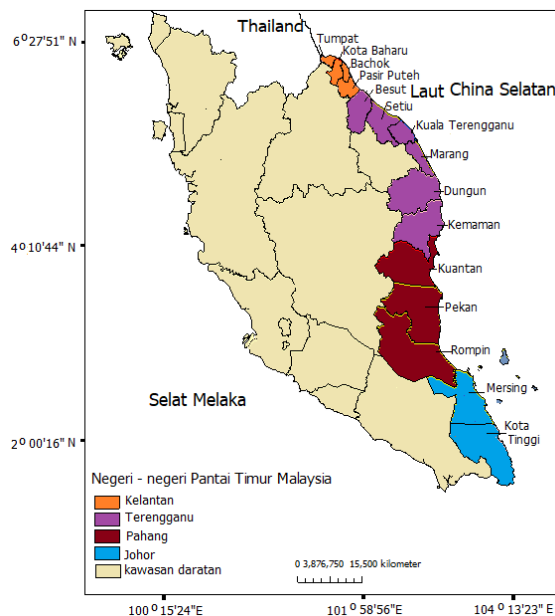 Thailand
6° 27'51" N
Tumpat
Kota Baharu
Bachok
Pasir Puteh
Besut
Laut China Selatan
Setiu
Kuala Terengganu
Marang
Dungun
Kemaman
4° 10'44" N
Kuantan
Pekan
Rompin
Mersing
Selat Melaka
Kota
Tinggi
2° 00'16" N
Negeri - negeri Pantai Timur Malaysia
Kelantan
Terengganu
Pahang
Johor
kawasan daratan
0 3,876,750 15,500 kilometer
100 ° 15'24" E
101 ° 58'56" E
104 ° 13'23" E